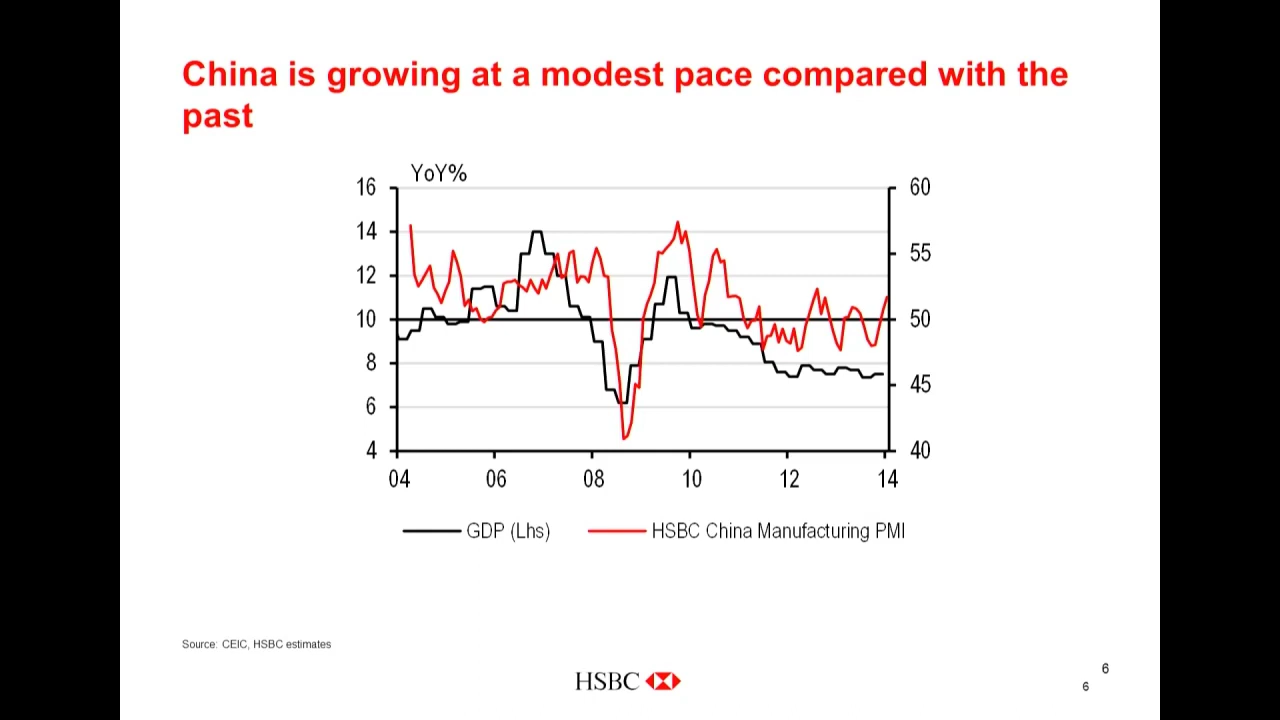 China is growing at a modest pace compared with the
past
YoY%
16
14
12
10
8
6
4
60
55
50
45
40
04 06 08 10 12 14
GDP (Lhs) HSBC China Manufacturing PMI
Source: CEIC, HSBC estimates
HSBC
6
6